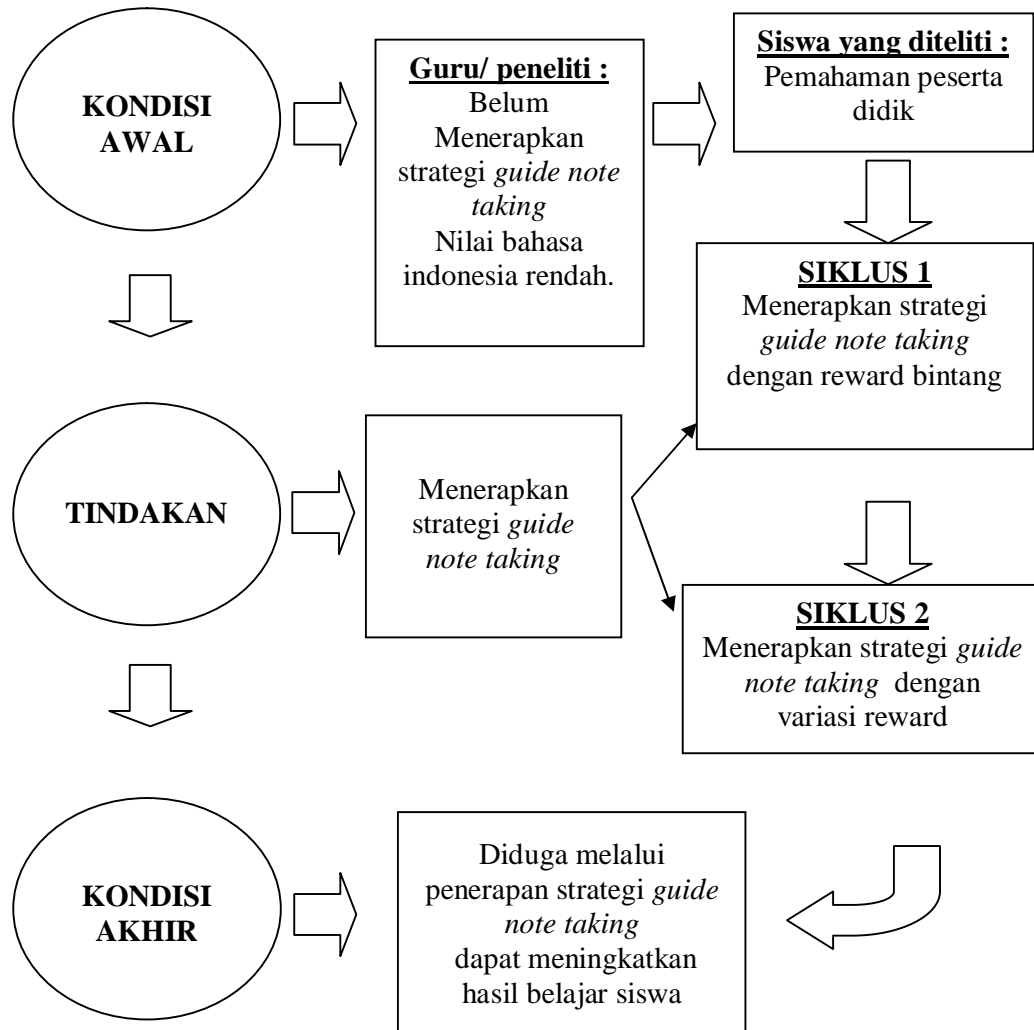 KONDISI
AWAL
Guru/ peneliti :
Belum
Menerapkan
strategi guide note
taking
Nilai bahasa
indonesia rendah.
Siswa yang diteliti :
Pemahaman peserta
didik
SIKLUS 1
Menerapkan strategi
guide note taking
dengan reward bintang
TINDAKAN
Menerapkan
strategi guide
note taking
SIKLUS 2
Menerapkan strategi guide
note taking dengan
variasi reward
KONDISI
AKHIR
Diduga melalui
penerapan strategi guide
note taking
dapat meningkatkan
hasil belajar siswa